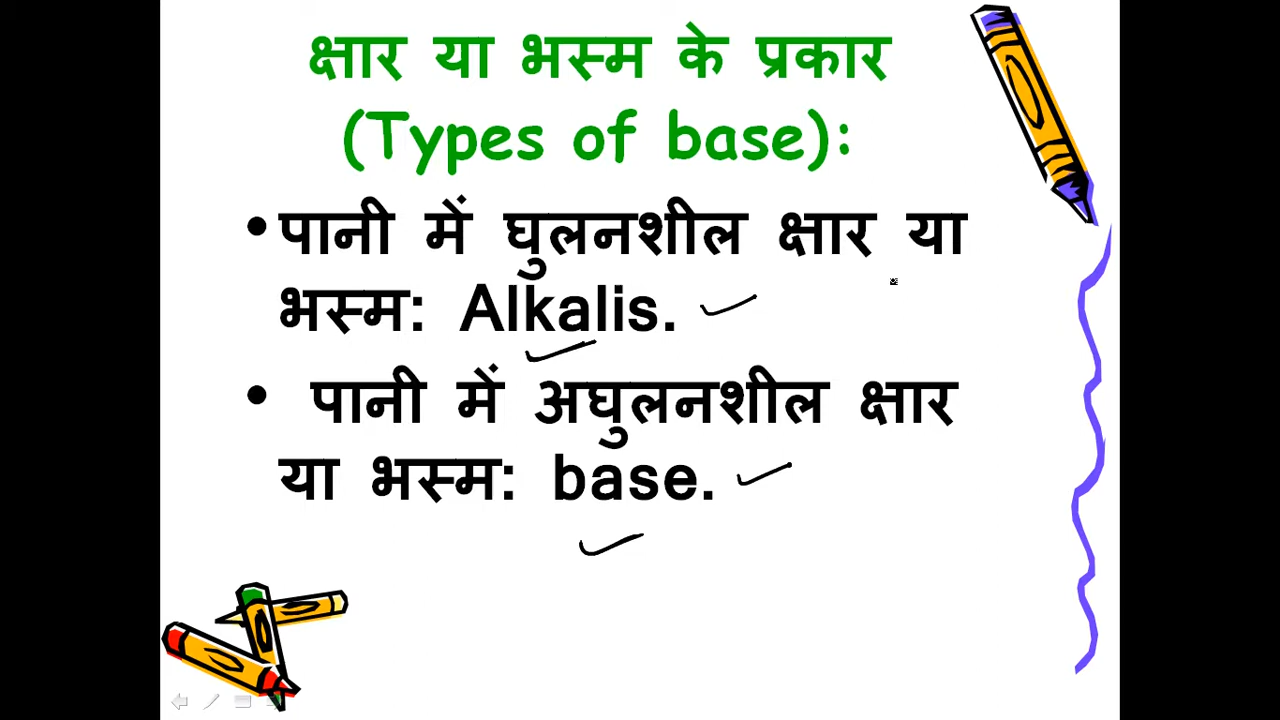 क्षार या भस्म के प्रकार
(Types of base):
•पानी में घुलनशील क्षार या
भस्म: Alkalis.
• पानी में अघुलनशील क्षार
या भस्म: base.